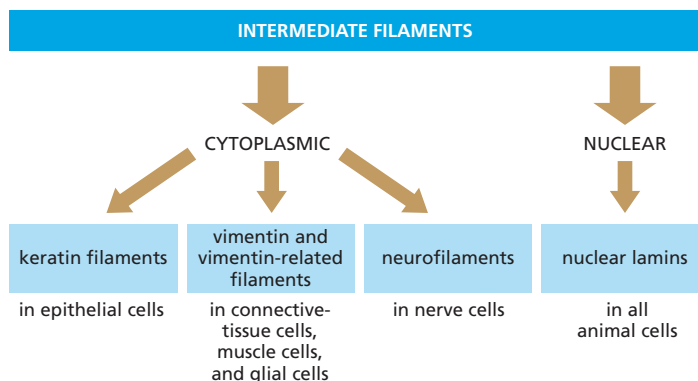 INTERMEDIATE FILAMENTS
CYTOPLASMIC
NUCLEAR
keratin filaments
vimentin and
vimentin-related
filaments
neurofilaments
nuclear lamins
in epithelial cells
in connective-
tissue cells,
muscle cells,
and glial cells
in nerve cells
in all
animal cells